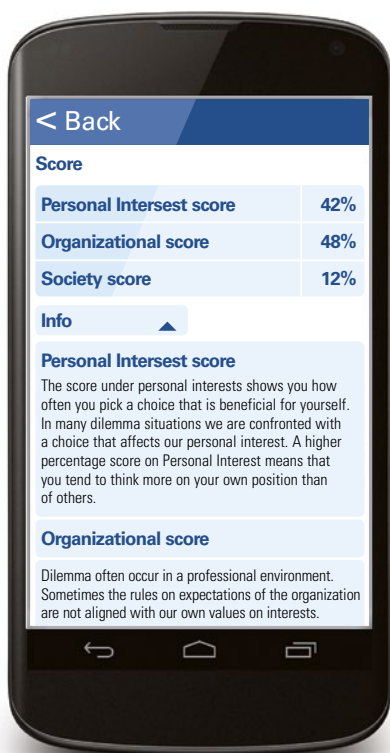 < Back
Score
Personal Intersest score 42%
Organizational score 48%
Society score 12%
Info
Personal Intersest score
The score under personal interests shows you how
often you pick a choice that is beneficial for yourself.
In many dilemma situations we are confronted with
a choice that affects our personal interest. A higher
percentage score on Personal Interest means that
you tend to think more on your own position than
of others.
Organizational score
Dilemma often occur in a professional environment.
Sometimes the rules on expectations of the organization
are not aligned with our own values on interests.